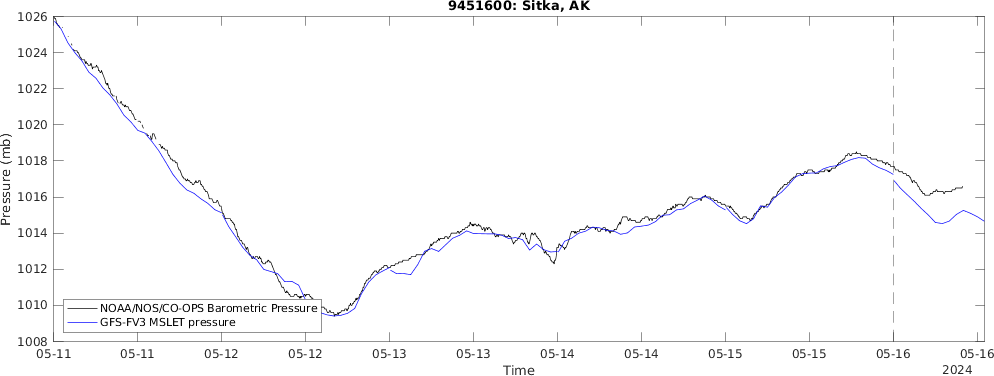 9451600: Sitka, AK
Pressure (mb)
1026
1024
1022
1020
1018
1016
1014
1012
1010
1008
NOAA/NOS/CO-OPS Barometric Pressure
GFS-FV3 MSLET pressure
05-11 05-11 05-12 05-12 05-13 05-13 05-14 05-14 05-15 05-15 05-16 05-16
Time
2024